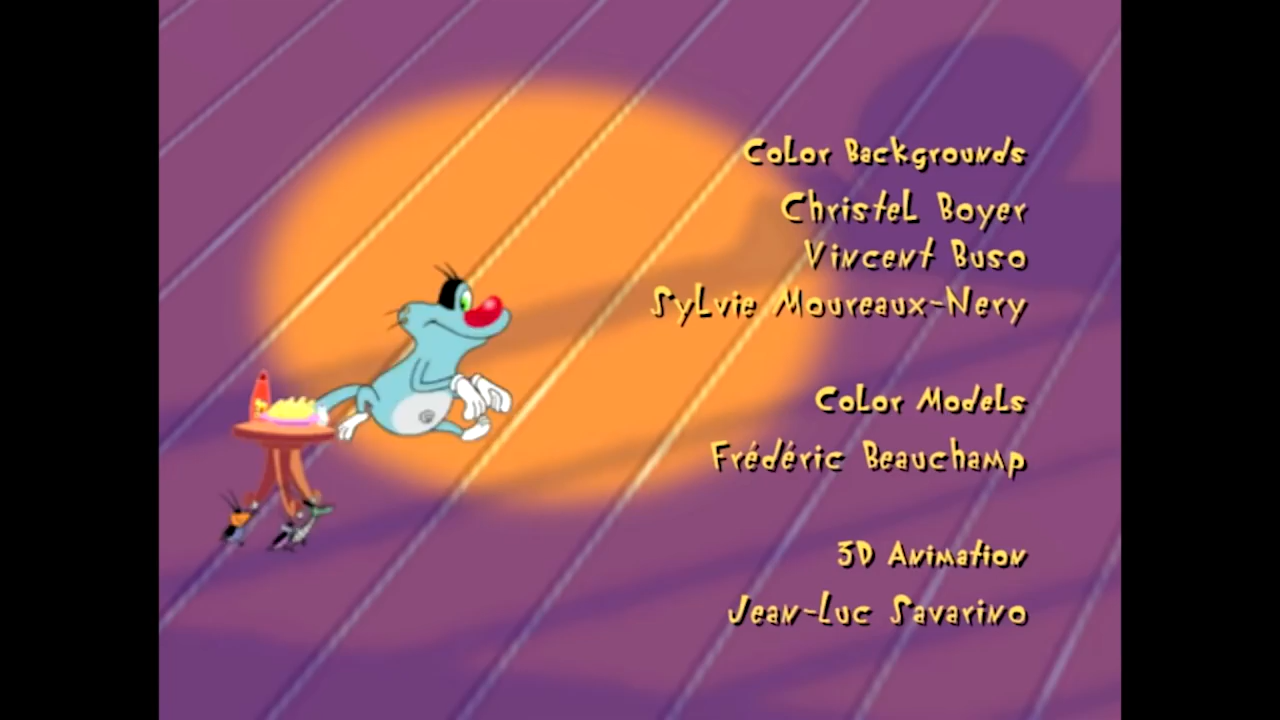 Color Backgrounds
Christel Boyer
Vincent Buso
Sylvie Moureaux-Nery
Color Models
Frédéric Beauchamp
3D Animation
Jean-Luc Savarino